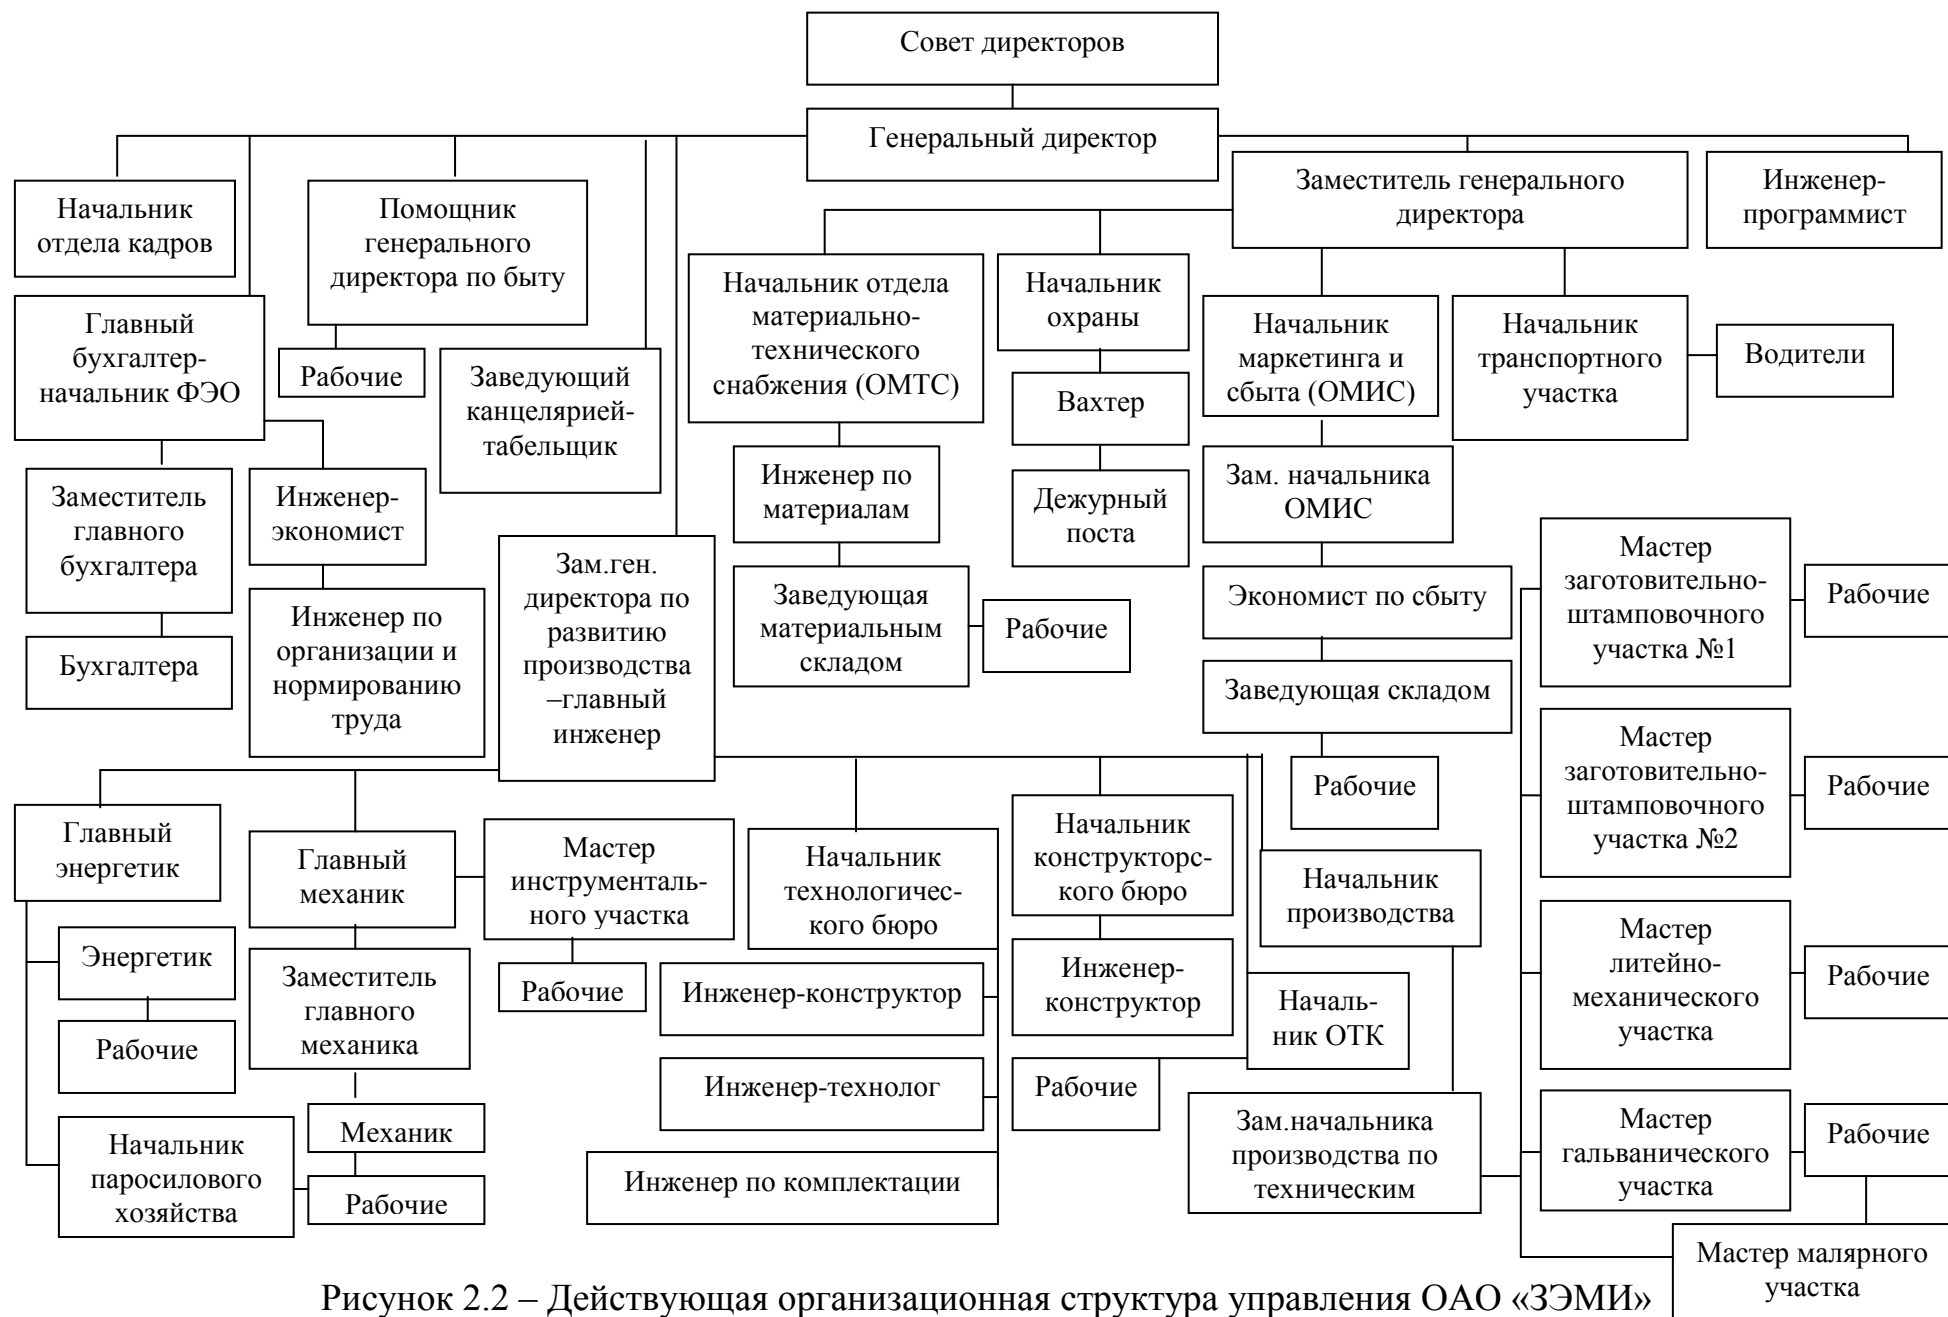 Совет директоров
Генеральный директор
Начальник
отдела кадров
Помощник
генерального
директора по быту
Заместитель генерального
директора
Инженер-
программист
Главный
бухгалтер-
начальник ФЭО
Рабочие
Заведующий
канцелярией-
табельщик
Начальник отдела
материально-
технического
снабжения (ОМТС)
Начальник
охраны
Начальник
маркетинга и
сбыта (ОМИС)
Начальник
транспортного
участка
Водители
Вахтер
Заместитель
главного
бухгалтера
Инженер-
экономист
Инженер по
материалам
Дежурный
поста
Зам. начальника
ОМИС
Бухгалтера
Инженер по
организации и
нормированию
труда
Зам.ген.
директора по
развитию
производства
–главный
инженер
Заведующая
материальным
складом
Рабочие
Экономист по сбыту
Заведующая складом
Рабочие
Мастер
заготовительно-
штамповочного
участка №1
Рабочие
Мастер
заготовительно-
штамповочного
участка №2
Рабочие
Главный
энергетик
Главный
механик
Мастер
инструменталь-
ного участка
Начальник
технологичес-
кого бюро
Начальник
конструкторс-
кого бюро
Начальник
производства
Мастер
литейно-
механического
участка
Рабочие
Энергетик
Рабочие
Заместитель
главного
механика
Рабочие
Инженер-конструктор
Инженер-
конструктор
Началь-
ник ОТК
Инженер-технолог
Рабочие
Начальник
паросилового
хозяйства
Механик
Рабочие
Инженер по комплектации
Зам.начальника
производства по
техническим
Мастер
гальванического
участка
Рабочие
Мастер малярного
участка
Рисунок 2.2 – Действующая организационная структура управления ОАО «ЗЭМИ»